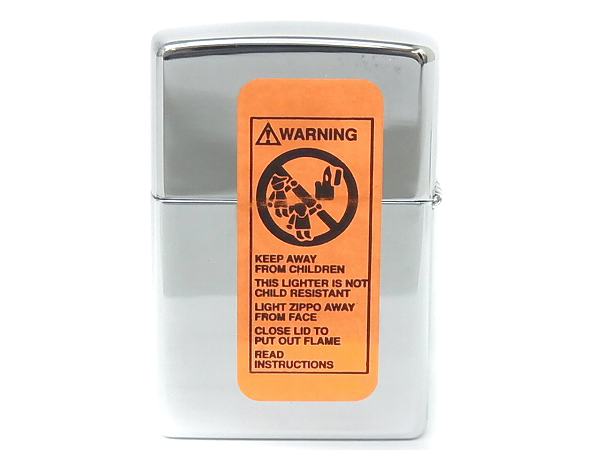 WARNING
KEEP AWAY
FROM CHILDREN
THIS LIGHTER IS NOT
CHILD RESISTANT
LIGHT ZIPPO AWAY
FROM FACE
CLOSE LID TO
PUT OUT FLAME
READ
INSTRUCTIONS